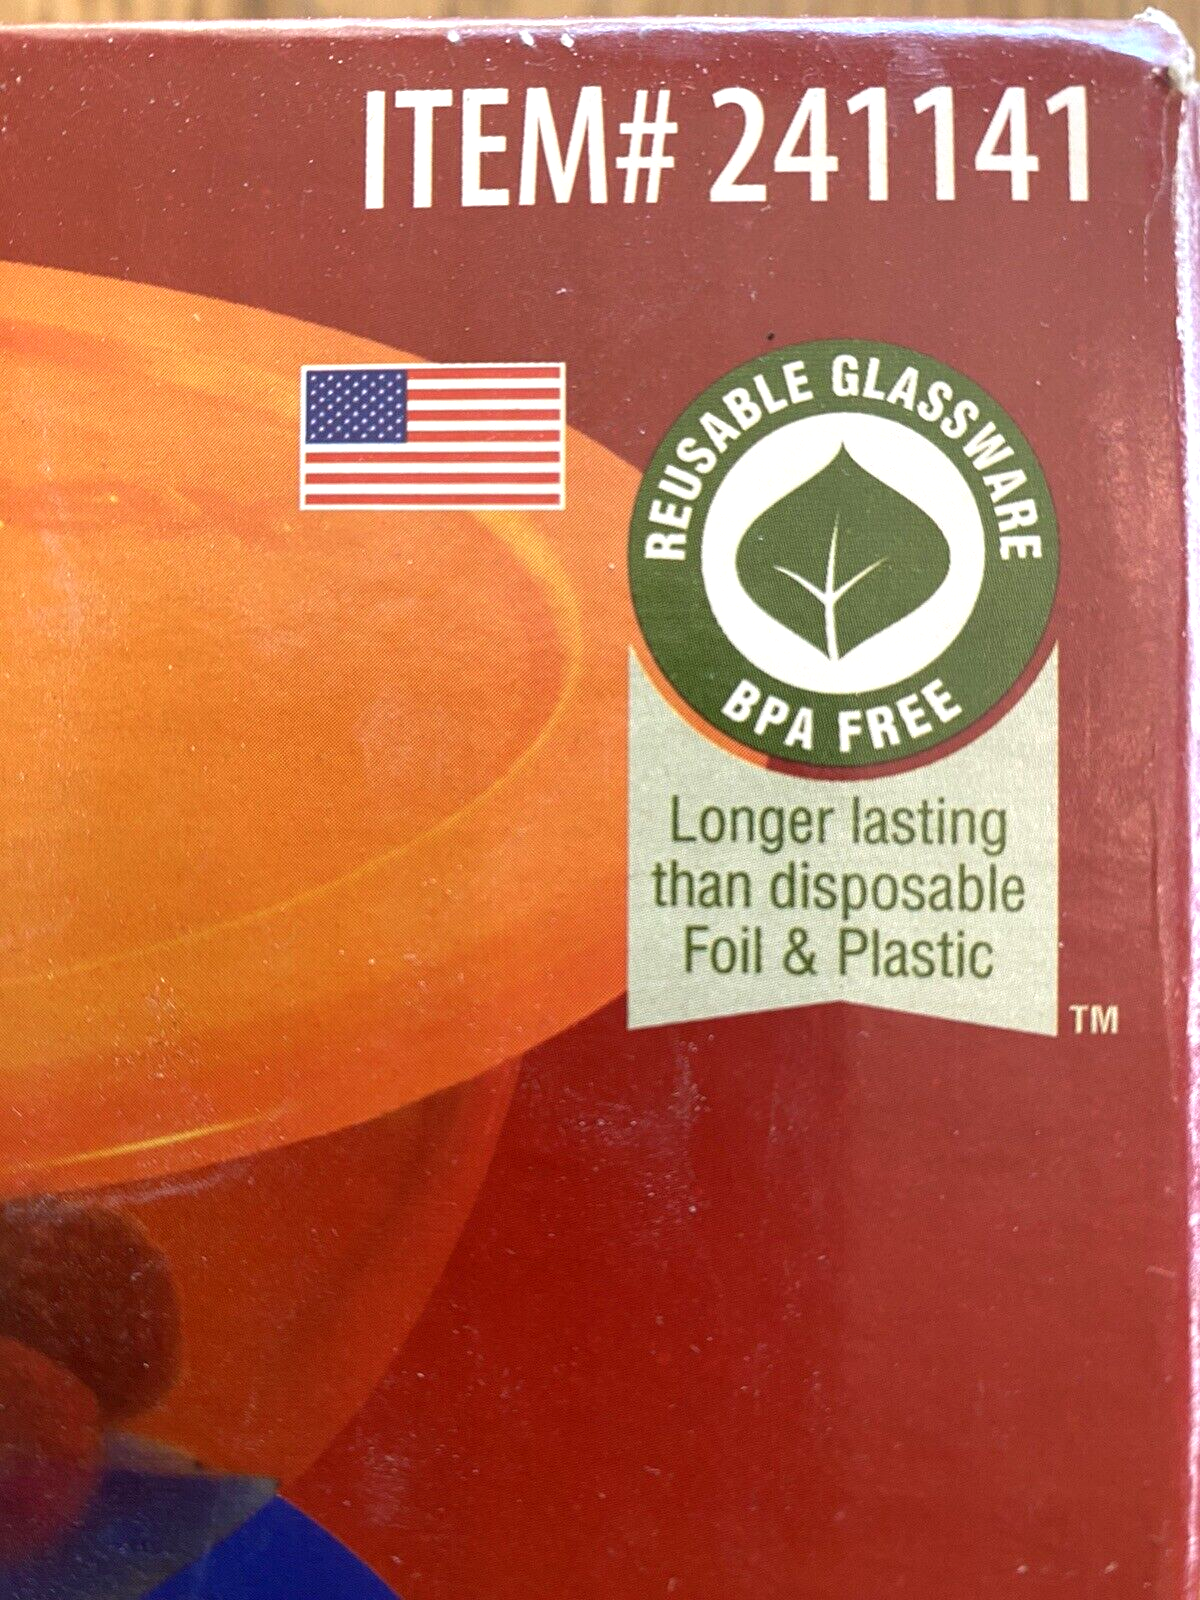 ITEM# 241141
REUSABLE GLASSWARE
BPA FREE
Longer lasting
than disposable
Foil & Plastic
TM